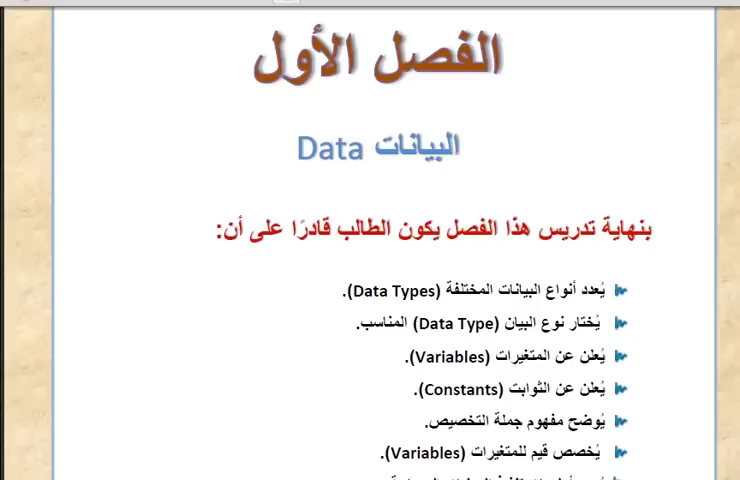 الفصل الأول
البيانات Data
بنهاية تدريس هذا الفصل يكون الطالب قادرًا على أن:
يُعدد أنواع البيانات المختلفة (Data Types).
يُختار نوع البيان (Data Type) المناسب.
يُعلن عن المتغيرات (Variables).
يُعلن عن الثوابت (Constants).
يُوضح مفهوم جملة التخصيص.
يُخصص قيم للمتغيرات (Variables).